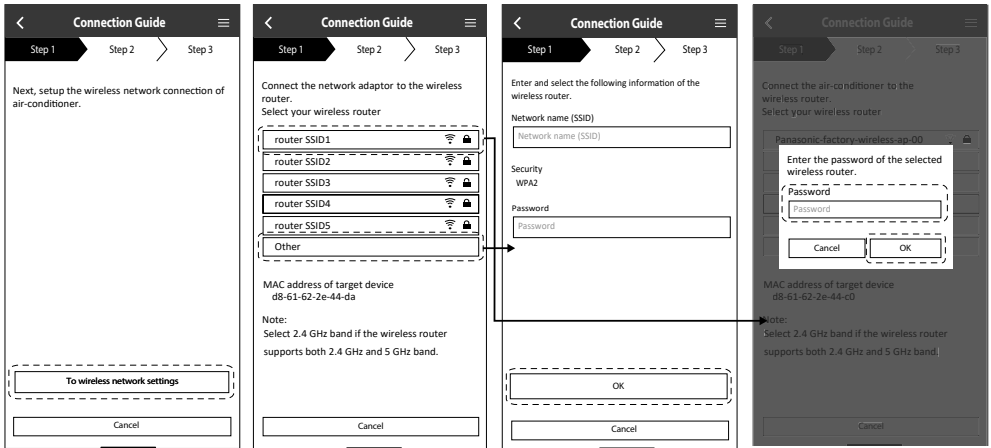 Connection Guide
Step 1
Step 2
Step 3
Next, setup the wireless network connection of
air-conditioner.
To wireless network settings
Cancel
Connection Guide
Step 1
Step 2
Step 3
Connect the network adaptor to the wireless
router.
Select your wireless router
router SSID1
router SSID2
router SSID3
router SSID4
router SSID5
Other
MAC address of target device
d8-61-62-2e-44-da
Note:
Select 2.4 GHz band if the wireless router
supports both 2.4 GHz and 5 GHz band.
Cancel
Connection Guide
Step 1
Step 2
Step 3
Enter and select the following information of the
wireless router.
Network name (SSID)
Network name (SSID)
Security
WPA2
Password
Password
OK
Cancel
Connection Guide
Step 1
Step 2
Step 3
Connect the air-conditioner to the
wireless router.
Select your wireless router
Panasonic-factory-wireless-ap-00
Enter the password of the selected
wireless router.
Password
Password
Cancel
OK
MAC address of target device
d8-61-62-2e-44-c0
Note:
Select 2.4 GHz band if the wireless router
supports both 2.4 GHz and 5 GHz band.
Cancel